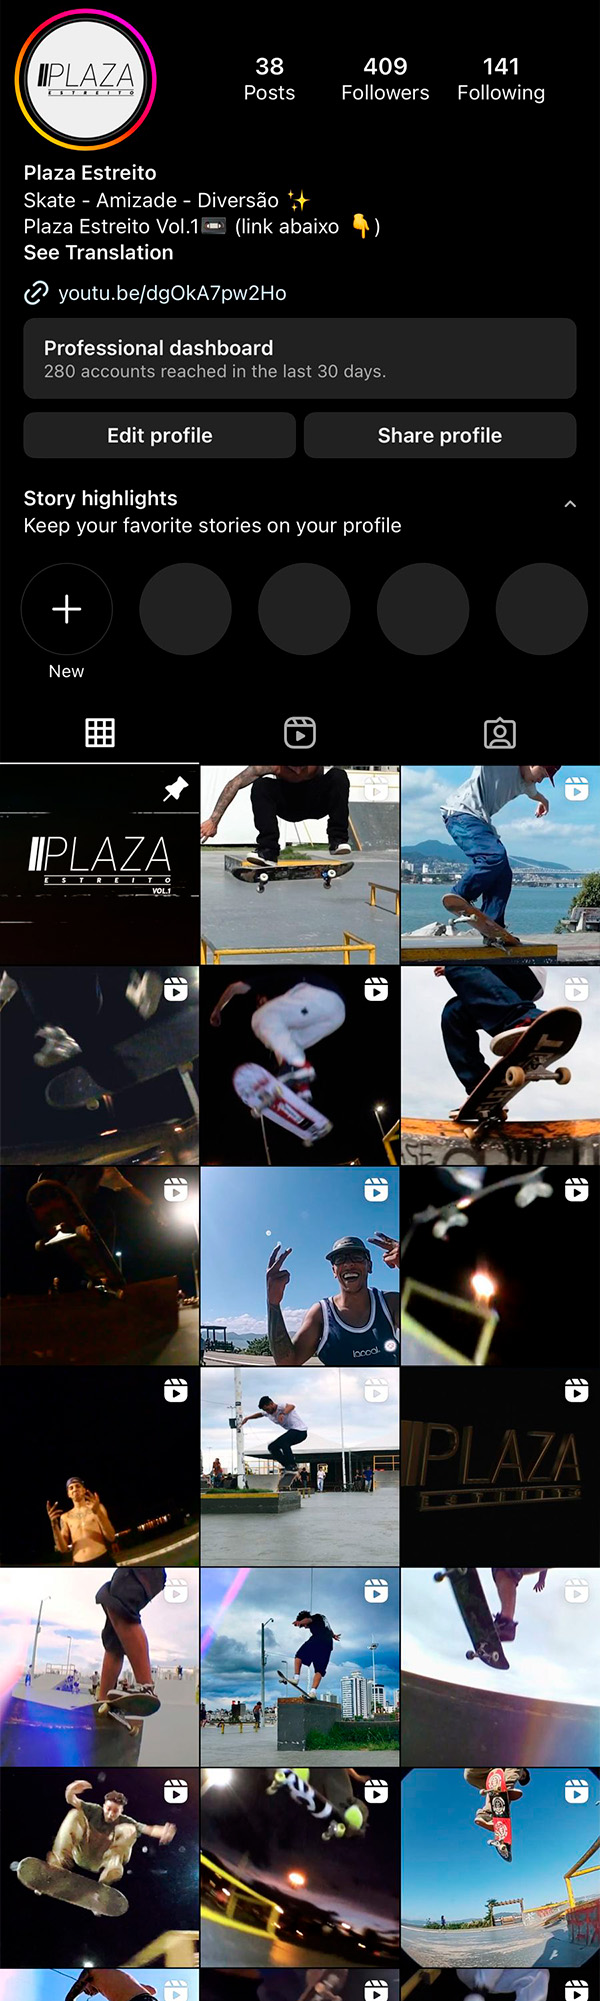 PLAZA
ESTREITO
38
Posts
409
Followers
141
Following
Plaza Estreito
Skate - Amizade - Diversão ✨
Plaza Estreito Vol.1📼 (link abaixo 👇)
See Translation
youtu.be/dgOkA7pw2Ho
Professional dashboard
280 accounts reached in the last 30 days.
Edit profile
Share profile
Story highlights
Keep your favorite stories on your profile
New
PLAZA
ESTREITO
VOL.1
PLAZA
ESTREITO